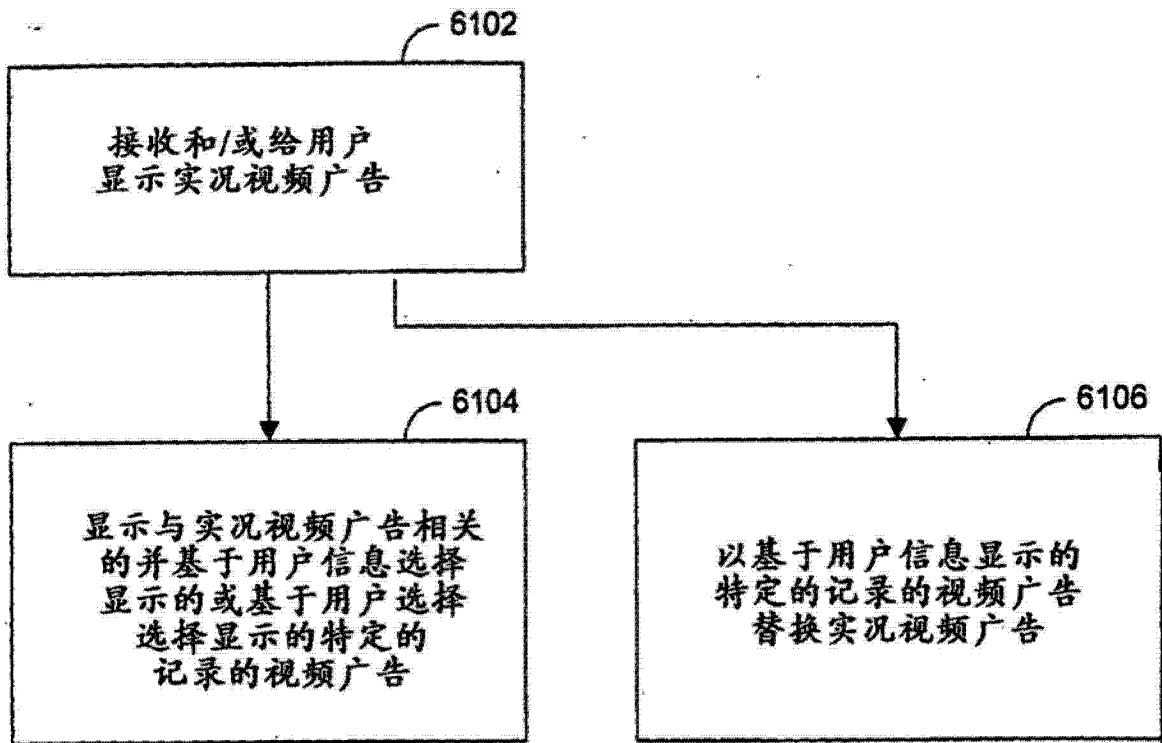 6102
接收和/或给用户
显示实况视频广告
6104
显示与实况视频广告相关
的并基于用户信息选择
显示的或基于用户选择
选择显示的特定的
记录的视频广告
6106
以基于用户信息显示的
特定的记录的视频广告
替换实况视频广告